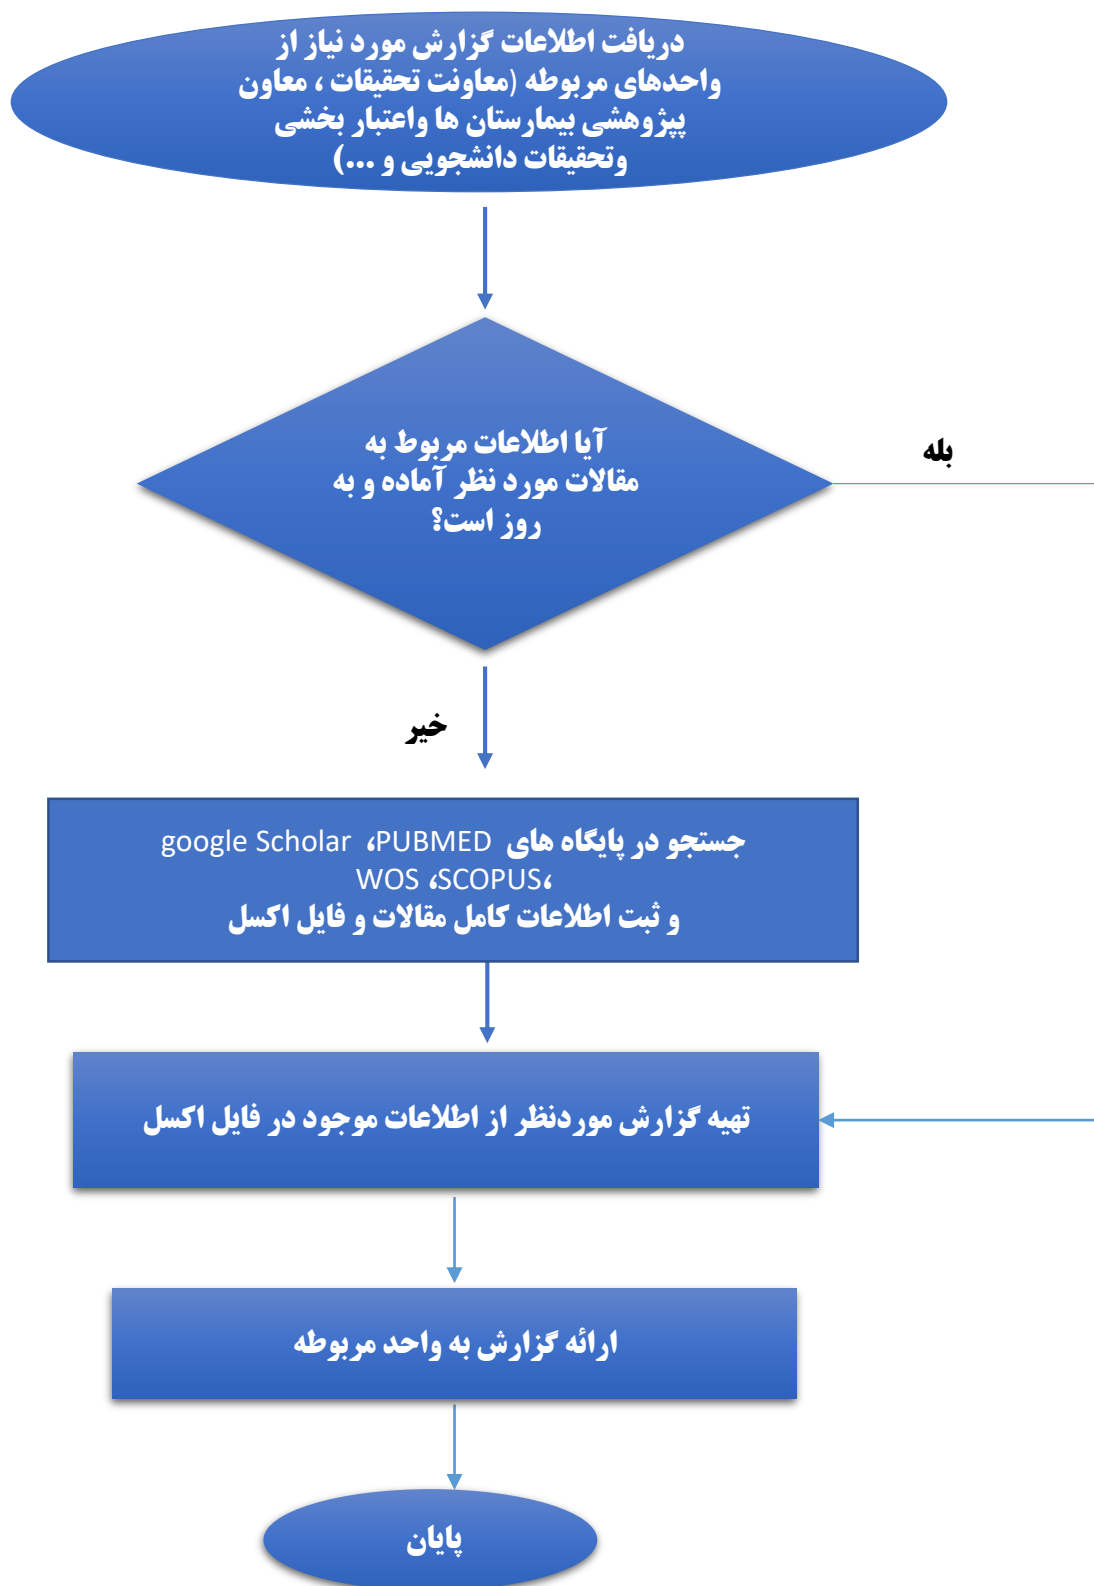 دریافت اطلاعات گزارش مورد نیاز از
واحدهای مربوطه (معاونت تحقیقات ، معاون
پیژوهشی بیمارستان ها واعتبار بخشی
وتحقیقات دانشجویی و ...)
آیا اطلاعات مربوط به
مقالات مورد نظر آماده و به
روز است؟
بله
خیر
جستجو در پایگاه های PUBMED، google Scholar
،WOS ،SCOPUS
و ثبت اطلاعات کامل مقالات و فایل اکسل
تهیه گزارش موردنظر از اطلاعات موجود در فایل اکسل
ارائه گزارش به واحد مربوطه
پایان